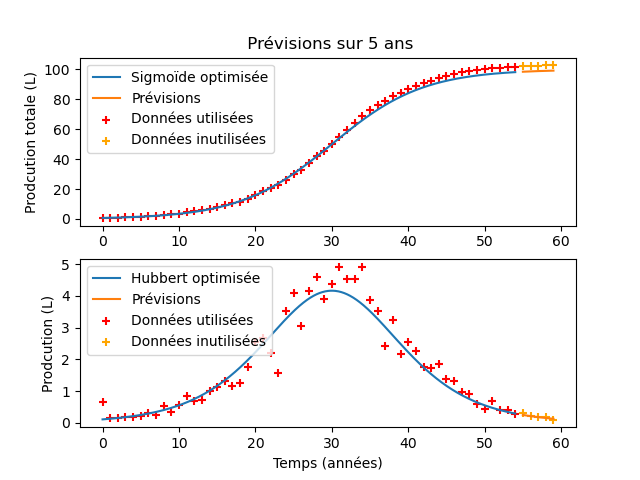 Prévisions sur 5 ans
Prodcution totale (L)
100
80
60
40
20
0
Sigmoïde optimisée
Prévisions
Données utilisées
Données inutilisées
0 10 20 30 40 50 60
Prodcution (L)
5
4
3
2
1
0
Hubbert optimisée
Prévisions
Données utilisées
Données inutilisées
0 10 20 30 40 50 60
Temps (années)